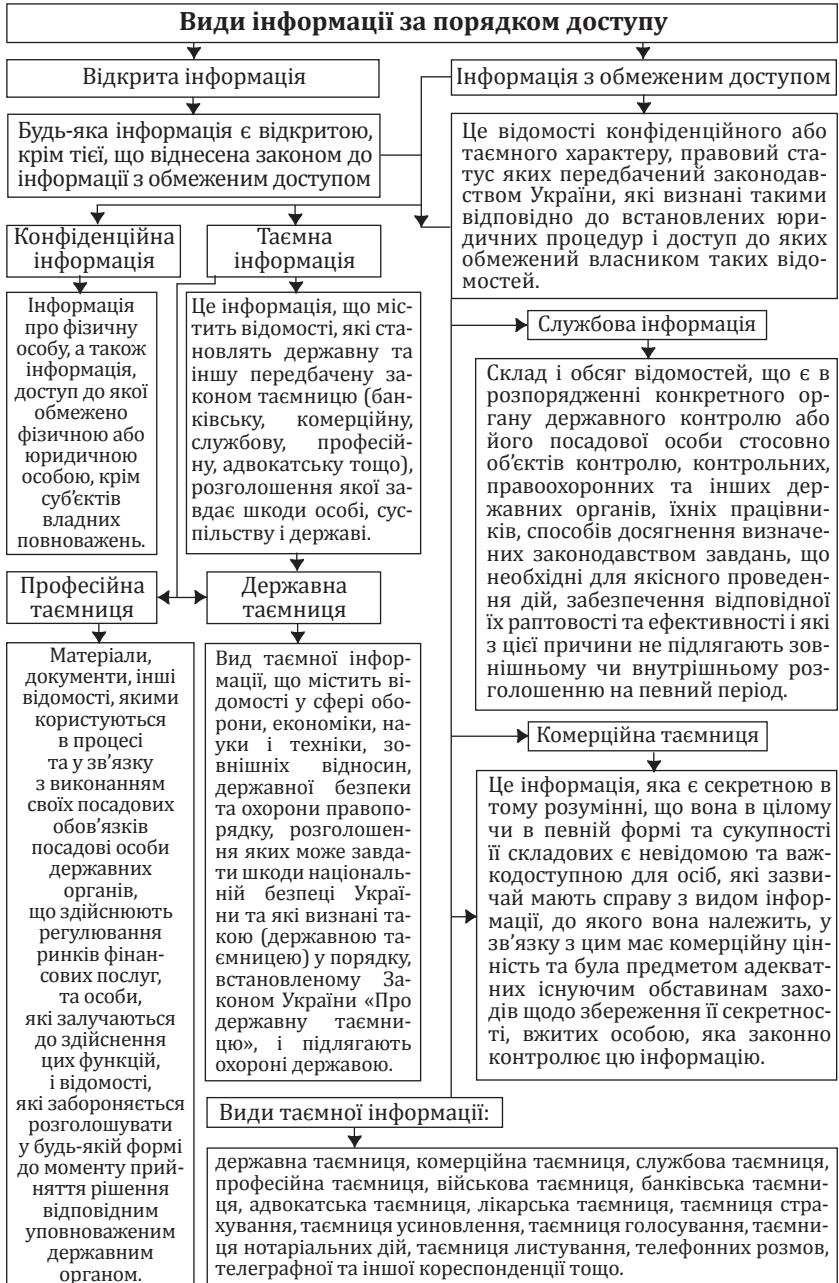 Види інформації за порядком доступу
Відкрита інформація
Інформація з обмеженим доступом
Будь-яка інформація є відкритою,
крім тієї, що віднесена законом до
інформації з обмеженим доступом
Це відомості конфіденційного або
таємного характеру, правовий ста-
тус яких передбачений законодав-
ством України, які визнані такими
відповідно до встановлених юри-
дичних процедур і доступ до яких
обмежений власником таких відо-
мостей.
Конфіденційна
інформація
Таємна
інформація
Інформація
про фізичну
особу, а також
інформація,
доступ до якої
обмежено
фізичною або
юридичною
особою, крім
суб’єктів
владних
повноважень.
Це інформація, що міс-
тить відомості, які ста-
новлять державну та
іншу передбачену за-
коном таємницю (бан-
ківську, комерційну,
службову, професій-
ну, адвокатську тощо),
розголошення якої за-
вдає шкоди особі, сус-
пільству і державі.
Службова інформація
Склад і обсяг відомостей, що є в
розпорядженні конкретного ор-
гану державного контролю або
його посадової особи стосовно
об’єктів контролю, контрольних,
правоохоронних та інших дер-
жавних органів, їхніх працівни-
ків, способів досягнення визначе-
них законодавством завдань, що
необхідні для якісного проведен-
ня дій, забезпечення відповідної
їх раптовості та ефективності і які
з цієї причини не підлягають зов-
нішньому чи внутрішньому роз-
голошенню на певний період.
Професійна
таємниця
Державна
таємниця
Матеріали,
документи, інші
відомості, якими
користуються
в процесі
та у зв’язку
з виконанням
своїх посадових
обов’язків
посадові особи
державних
органів,
що здійснюють
регулювання
ринків фінан-
сових послуг,
та особи,
які залучаються
до здійснення
цих функцій,
і відомості,
які забороняється
розголошувати
у будь-якій формі
до моменту прий-
няття рішення
відповідним
уповноваженим
державним
органом.
Вид таємної інфор-
мації, що містить ві-
домості у сфері обо-
рони, економіки, на-
уки і техніки, зо-
внішніх відносин,
державної безпеки
та охорони правопо-
рядку, розголошен-
ня яких може завда-
ти шкоди національ-
ній безпеці Украї-
ни та які визнані та-
кою (державною та-
ємницею) у порядку,
встановленому За-
коном України «Про
державну таємни-
цю», і підлягають
охороні державою.
Комерційна таємниця
Це інформація, яка є секретною в
тому розумінні, що вона в цілому
чи в певній формі та сукупності
її складових є невідомою та важ-
кодоступною для осіб, які зазви-
чай мають справу з видом інфор-
мації, до якого вона належить, у
зв’язку з цим має комерційну цін-
ність та була предметом адекват-
них існуючим обставинам захо-
дів щодо збереження її секретнос-
ті, вжитих особою, яка законно
контролює цю інформацію.
Види таємної інформації:
державна таємниця, комерційна таємниця, службова таємниця,
професійна таємниця, військова таємниця, банківська таємни-
ця, адвокатська таємниця, лікарська таємниця, таємниця стра-
хування, таємниця усиновлення, таємниця голосування, таємни-
ця нотаріальних дій, таємниця листування, телефонних розмов,
телеграфної та іншої кореспонденції тощо.